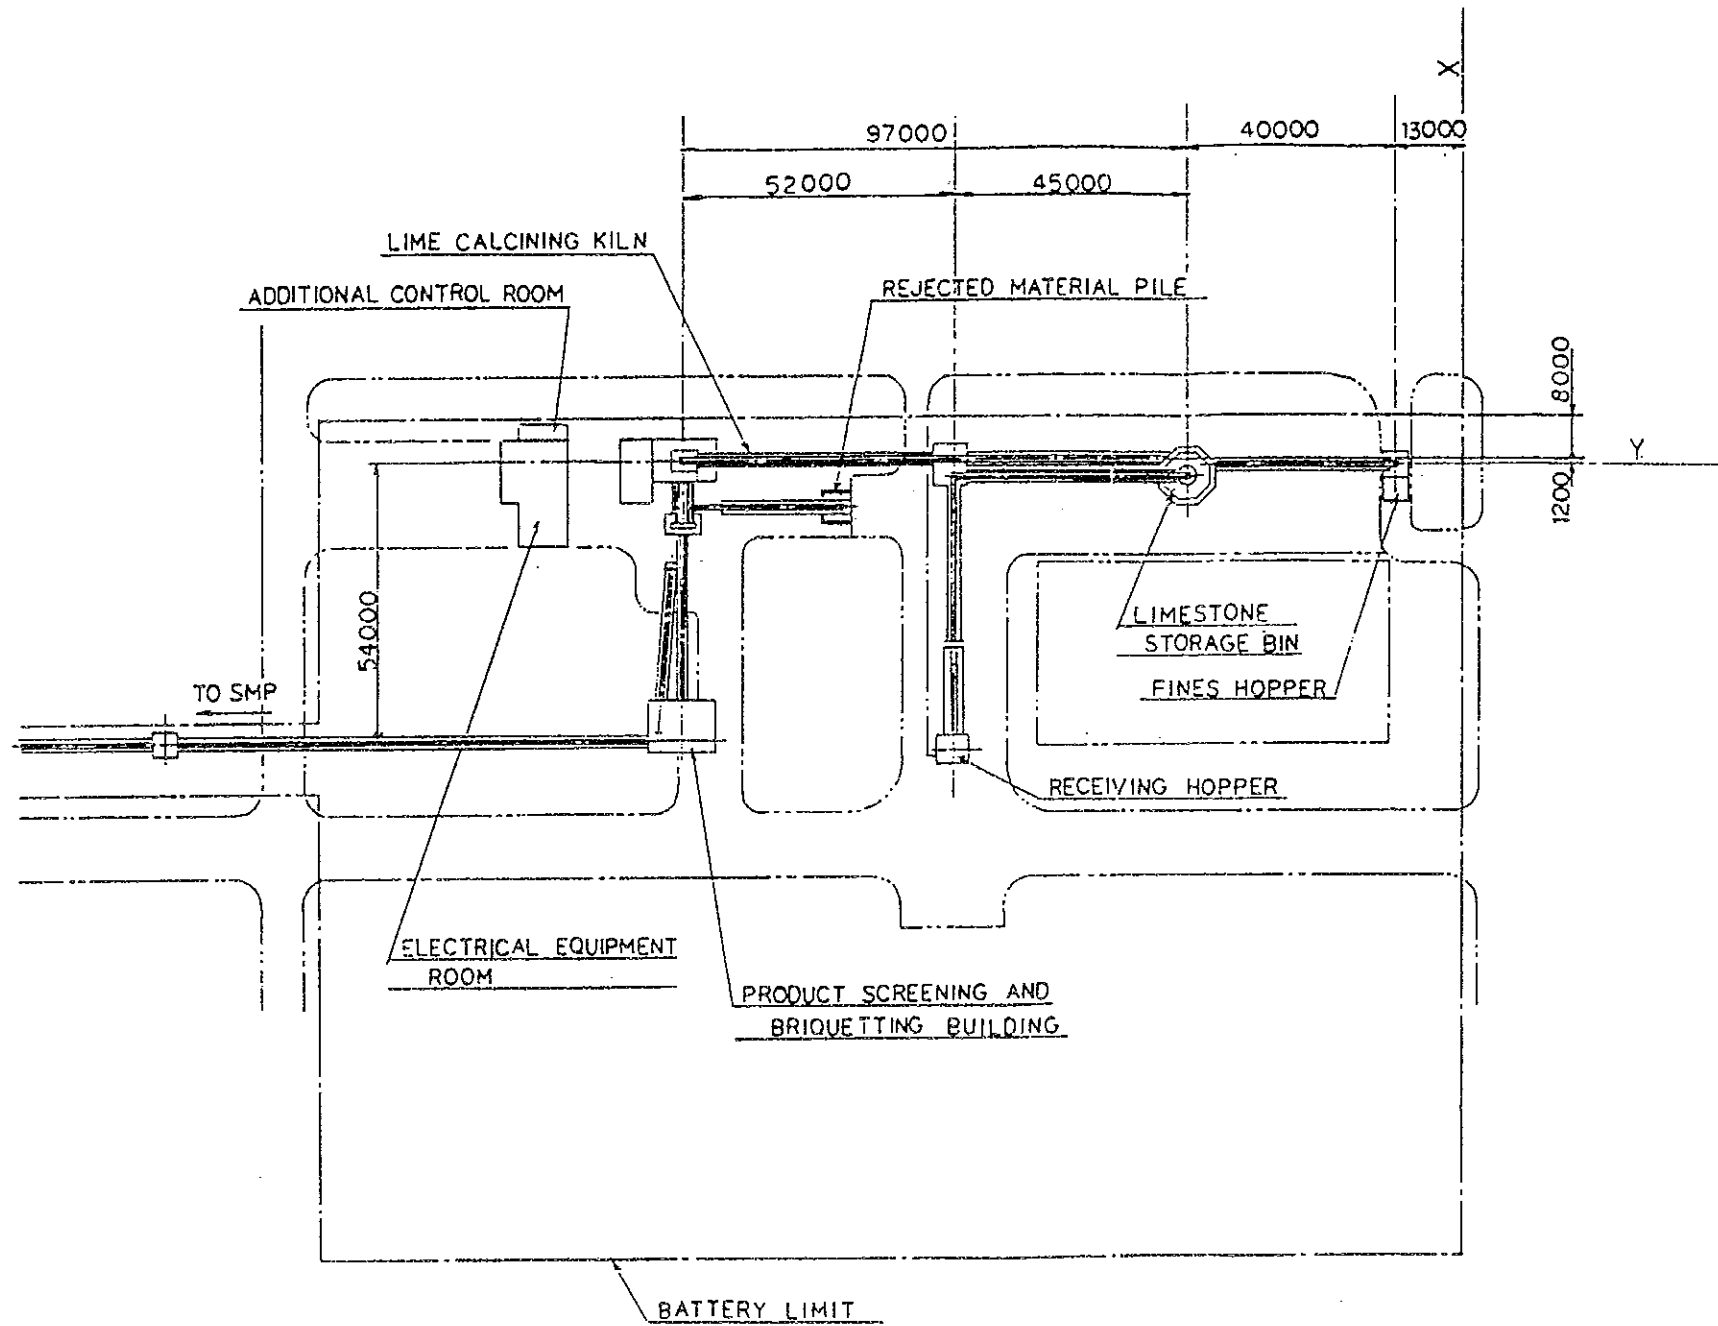 X
97000
40000
13000
52000
45000
LIME CALCINING KILN
ADDITIONAL CONTROL ROOM
REJECTED MATERIAL PILE
8000
Y
1200
54000
LIMESTONE
STORAGE BIN
FINES HOPPER
TO SMP
RECEIVING HOPPER
ELECTRICAL EQUIPMENT
ROOM
PRODUCT SCREENING AND
BRIQUETTING BUILDING
BATTERY LIMIT